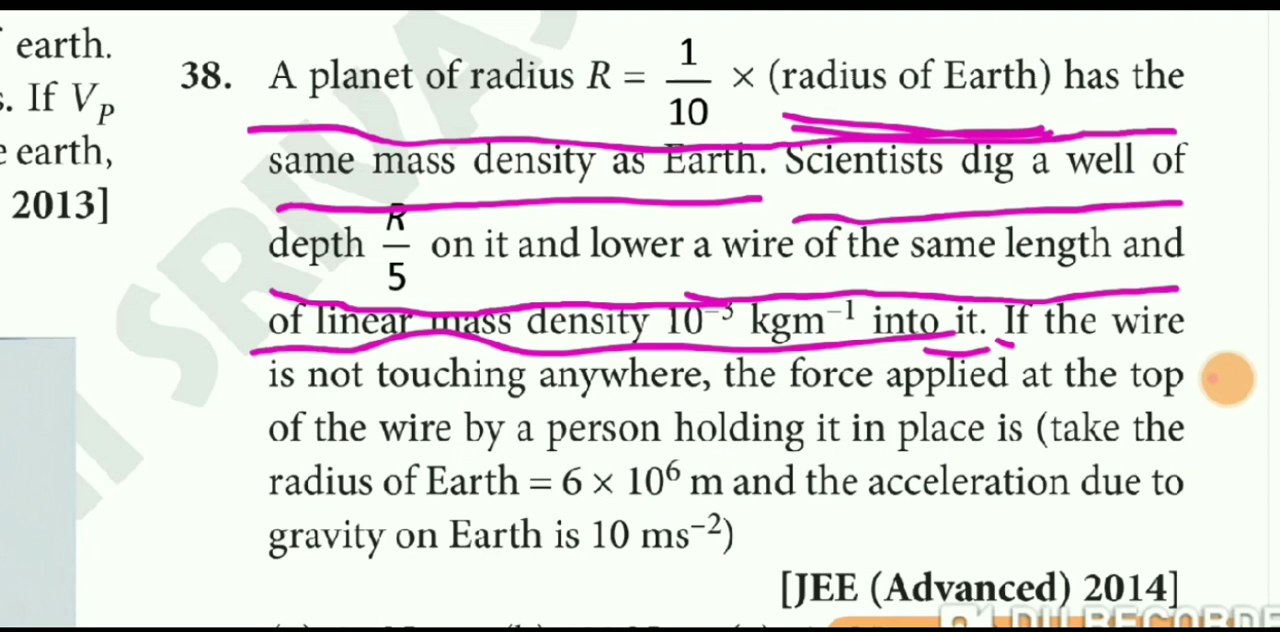 earth.
. If V_P
earth,
2013]
38. A planet of radius R = 1/10 × (radius of Earth) has the
same mass density as Earth. Scientists dig a well of
depth R/5 on it and lower a wire of the same length and
of linear mass density 10⁻³ kgm⁻¹ into it. If the wire
is not touching anywhere, the force applied at the top
of the wire by a person holding it in place is (take the
radius of Earth = 6 × 10⁶ m and the acceleration due to
gravity on Earth is 10 ms⁻²)
[JEE (Advanced) 2014]
SRIVAS